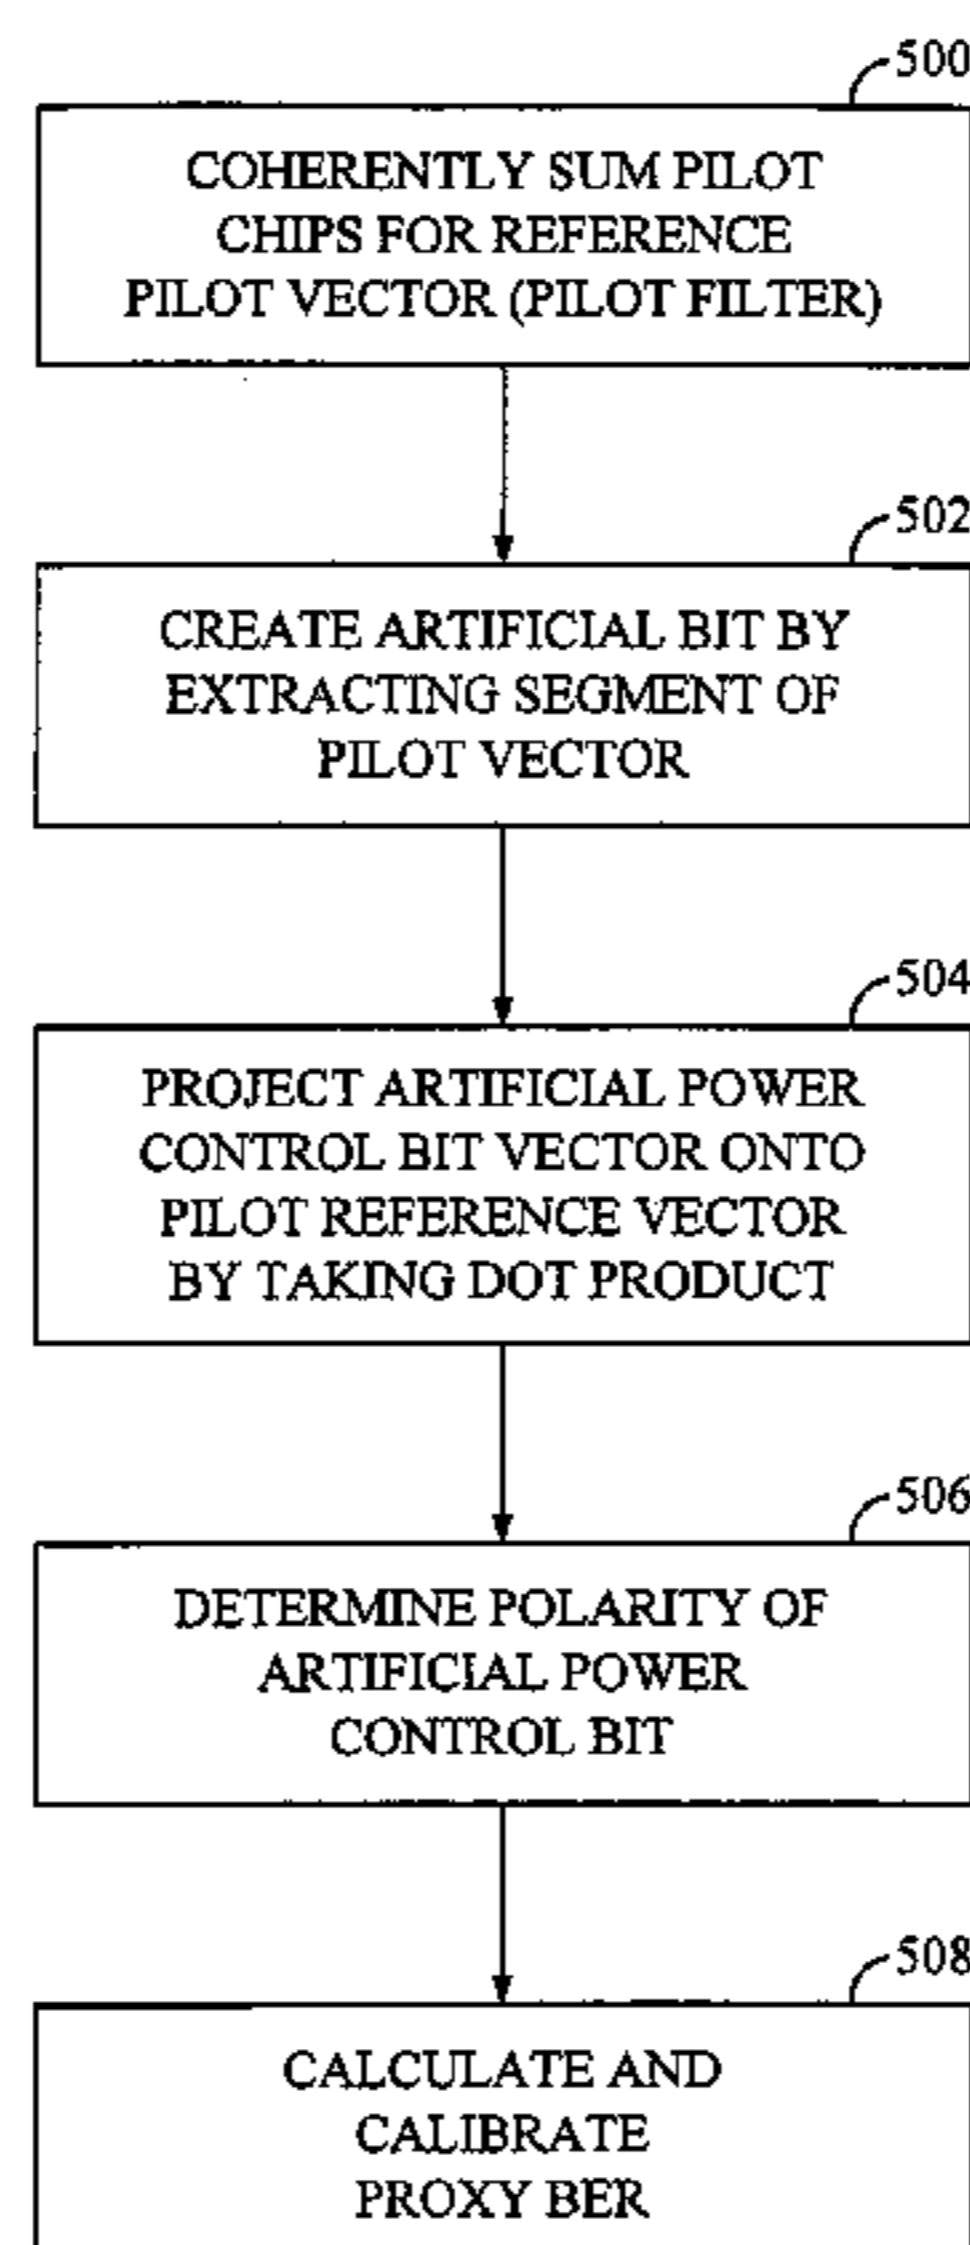 500
COHERENTLY SUM PILOT
CHIPS FOR REFERENCE
PILOT VECTOR (PILOT FILTER)
502
CREATE ARTIFICIAL BIT BY
EXTRACTING SEGMENT OF
PILOT VECTOR
504
PROJECT ARTIFICIAL POWER
CONTROL BIT VECTOR ONTO
PILOT REFERENCE VECTOR
BY TAKING DOT PRODUCT
506
DETERMINE POLARITY OF
ARTIFICIAL POWER
CONTROL BIT
508
CALCULATE AND
CALIBRATE
PROXY BER